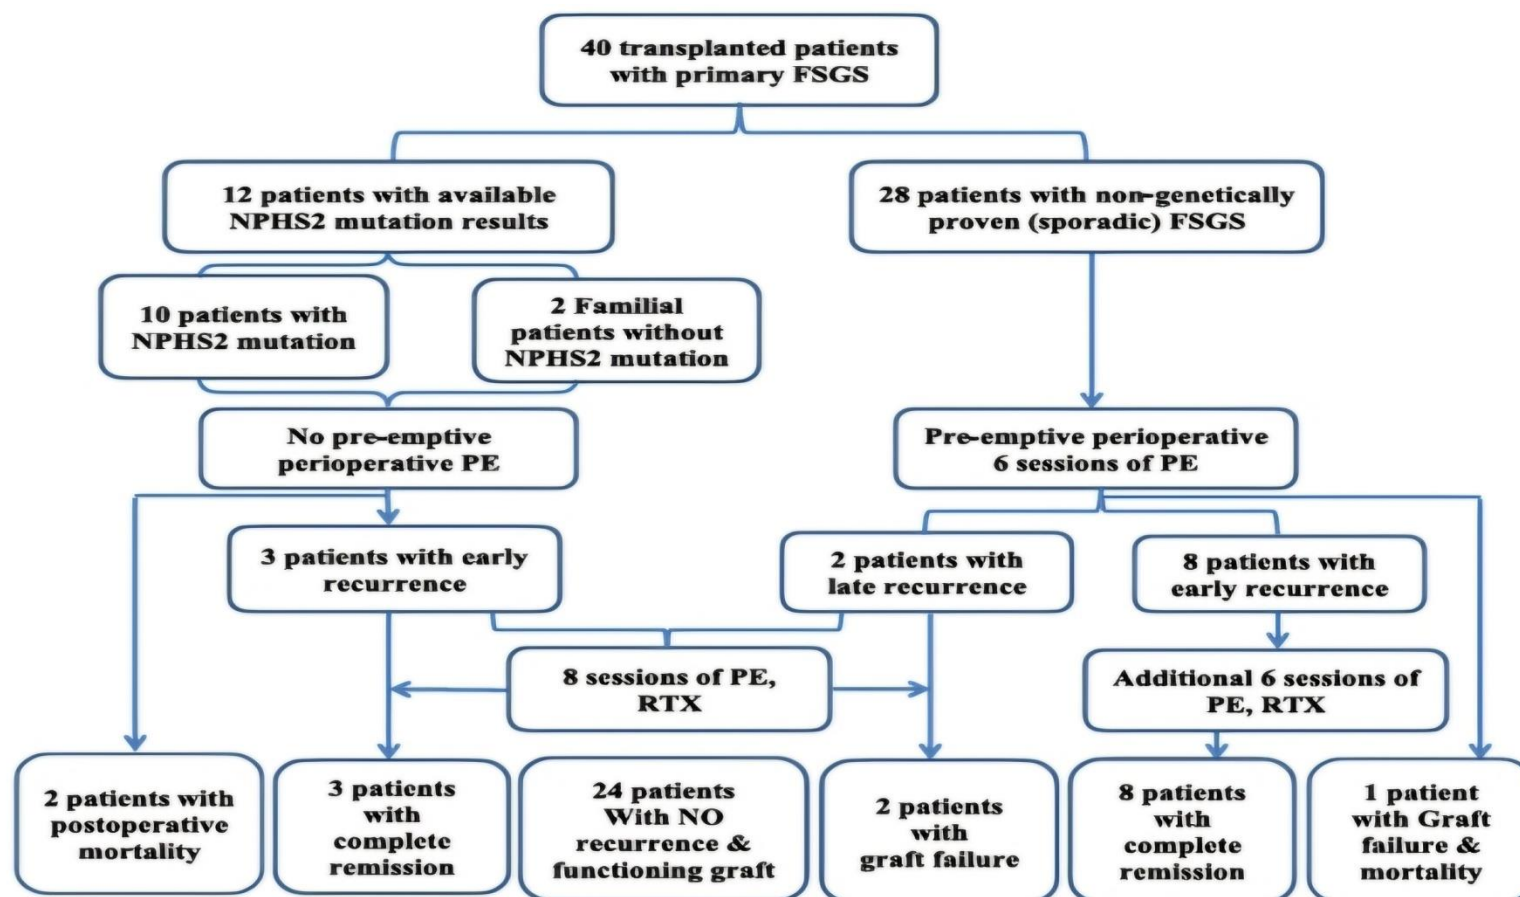 40 transplanted patients
with primary FSGS
12 patients with available
NPHS2 mutation results
28 patients with non-genetically
proven (sporadic) FSGS
10 patients with
NPHS2 mutation
2 Familial
patients without
NPHS2 mutation
No pre-emptive
perioperative PE
Pre-emptive perioperative
6 sessions of PE
3 patients with early
recurrence
2 patients with
late recurrence
8 patients with
early recurrence
8 sessions of PE,
RTX
Additional 6 sessions of
PE, RTX
2 patients with
postoperative
mortality
3 patients
with
complete
remission
24 patients
With NO
recurrence &
functioning graft
2 patients
with
graft failure
8 patients
with
complete
remission
1 patient
with Graft
failure &
mortality